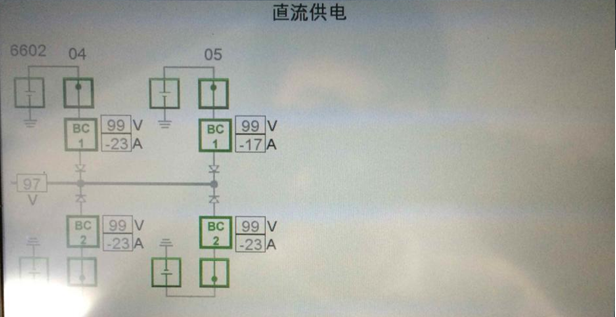 直流供电
6602 04 05
BC 1 99 V -23 A BC 1 99 V -17 A
97 V
BC 2 99 V -23 A BC 2 99 V -23 A